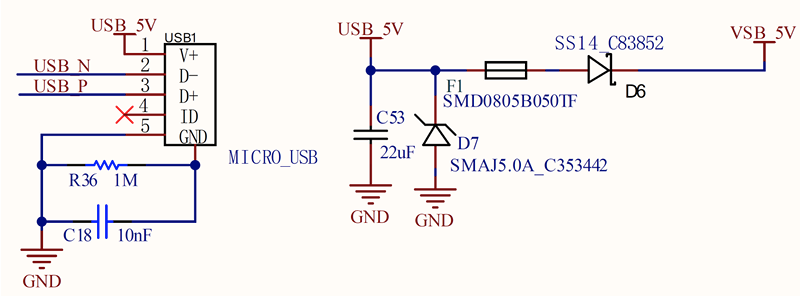 USB_5V
USB1
1 V+
USB_N 2 D-
USB_P 3 D+
4 ID
5 GND
MICRO_USB
R36 1M
C18 10nF
GND
USB_5V
SS14_C83852
VSB_5V
F1
D6
SMD0805B050TF
C53
22uF
D7
SMAJ5.0A_C353442
GND
GND